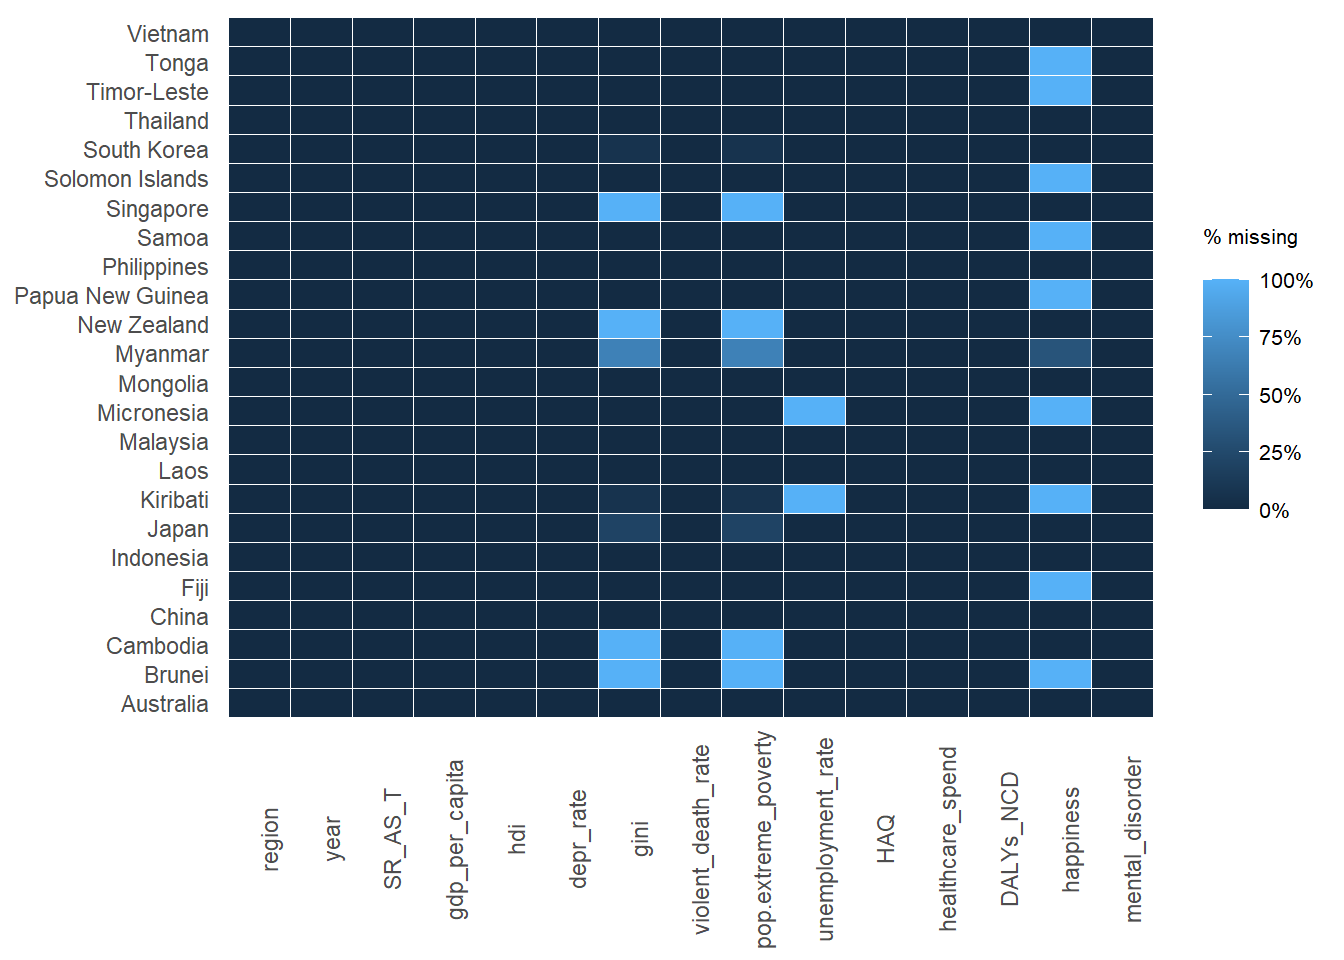 Vietnam
Tonga
Timor-Leste
Thailand
South Korea
Solomon Islands
Singapore
Samoa
Philippines
Papua New Guinea
New Zealand
Myanmar
Mongolia
Micronesia
Malaysia
Laos
Kiribati
Japan
Indonesia
Fiji
China
Cambodia
Brunei
Australia
region
year
SR_AS_T
gdp_per_capita
hdi
depr_rate
gini
violent_death_rate
pop.extreme_poverty
unemployment_rate
HAQ
healthcare_spend
DALYs_NCD
happiness
mental_disorder
% missing
100%
75%
50%
25%
0%